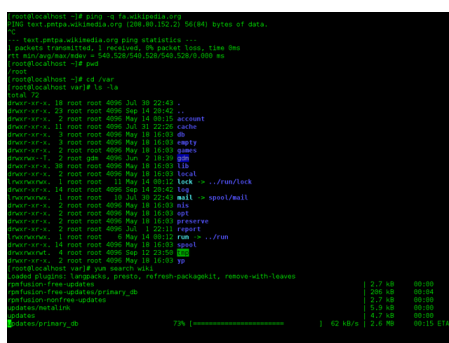 [root@localhost ~]# ping -q fa.wikipedia.org
PING text.pmtpa.wikimedia.org (208.80.152.2) 56(84) bytes of data.
^C
--- text.pmtpa.wikimedia.org ping statistics ---
1 packets transmitted, 1 received, 0% packet loss, time 0ms
rtt min/avg/max/mdev = 540.528/540.528/540.528/0.000 ms
[root@localhost ~]# pwd
/root
[root@localhost ~]# cd /var
[root@localhost var]# ls -la
total 72
drwxr-xr-x. 18 root root 4096 Jul 30 22:43 .
drwxr-xr-x. 23 root root 4096 Sep 14 20:42 ..
drwxr-xr-x. 2 root root 4096 May 14 00:15 account
drwxr-xr-x. 11 root root 4096 Jul 31 22:26 cache
drwxr-xr-x. 3 root root 4096 May 18 16:03 db
drwxr-xr-x. 3 root root 4096 May 18 16:03 empty
drwxr-xr-x. 2 root root 4096 May 18 16:03 games
drwxrwx--T. 2 root gdm 4096 Jun 2 18:39 gdm
drwxr-xr-x. 38 root root 4096 May 18 16:03 lib
drwxr-xr-x. 2 root root 4096 May 18 16:03 local
lrwxrwxrwx. 1 root root 11 May 14 00:12 lock -> ../run/lock
drwxr-xr-x. 14 root root 4096 Sep 14 20:42 log
lrwxrwxrwx. 1 root root 10 Jul 30 22:43 mail -> spool/mail
drwxr-xr-x. 2 root root 4096 May 18 16:03 nis
drwxr-xr-x. 2 root root 4096 May 18 16:03 opt
drwxr-xr-x. 2 root root 4096 May 18 16:03 preserve
drwxr-xr-x. 2 root root 4096 Jul 1 22:11 report
lrwxrwxrwx. 1 root root 6 May 14 00:12 run -> ../run
drwxr-xr-x. 14 root root 4096 May 18 16:03 spool
drwxrwxrwt. 4 root root 4096 Sep 12 23:50 tmp
drwxr-xr-x. 2 root root 4096 May 18 16:03 yp
[root@localhost var]# yum search wiki
Loaded plugins: langpacks, presto, refresh-packagekit, remove-with-leaves
rpmfusion-free-updates | 2.7 kB 00:00
rpmfusion-free-updates/primary_db | 206 kB 00:04
rpmfusion-nonfree-updates | 2.7 kB 00:00
updates/metalink | 5.9 kB 00:00
updates | 4.7 kB 00:00
updates/primary_db 73% [======================= ] 62 kB/s | 2.6 MB 00:15 ETA